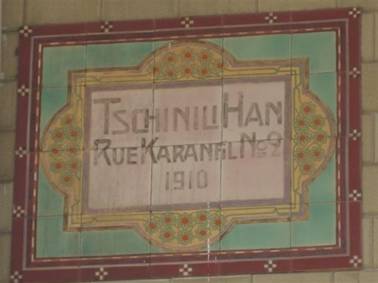 TSCHINILI HAN
RUE KARANFIL No 2
1910